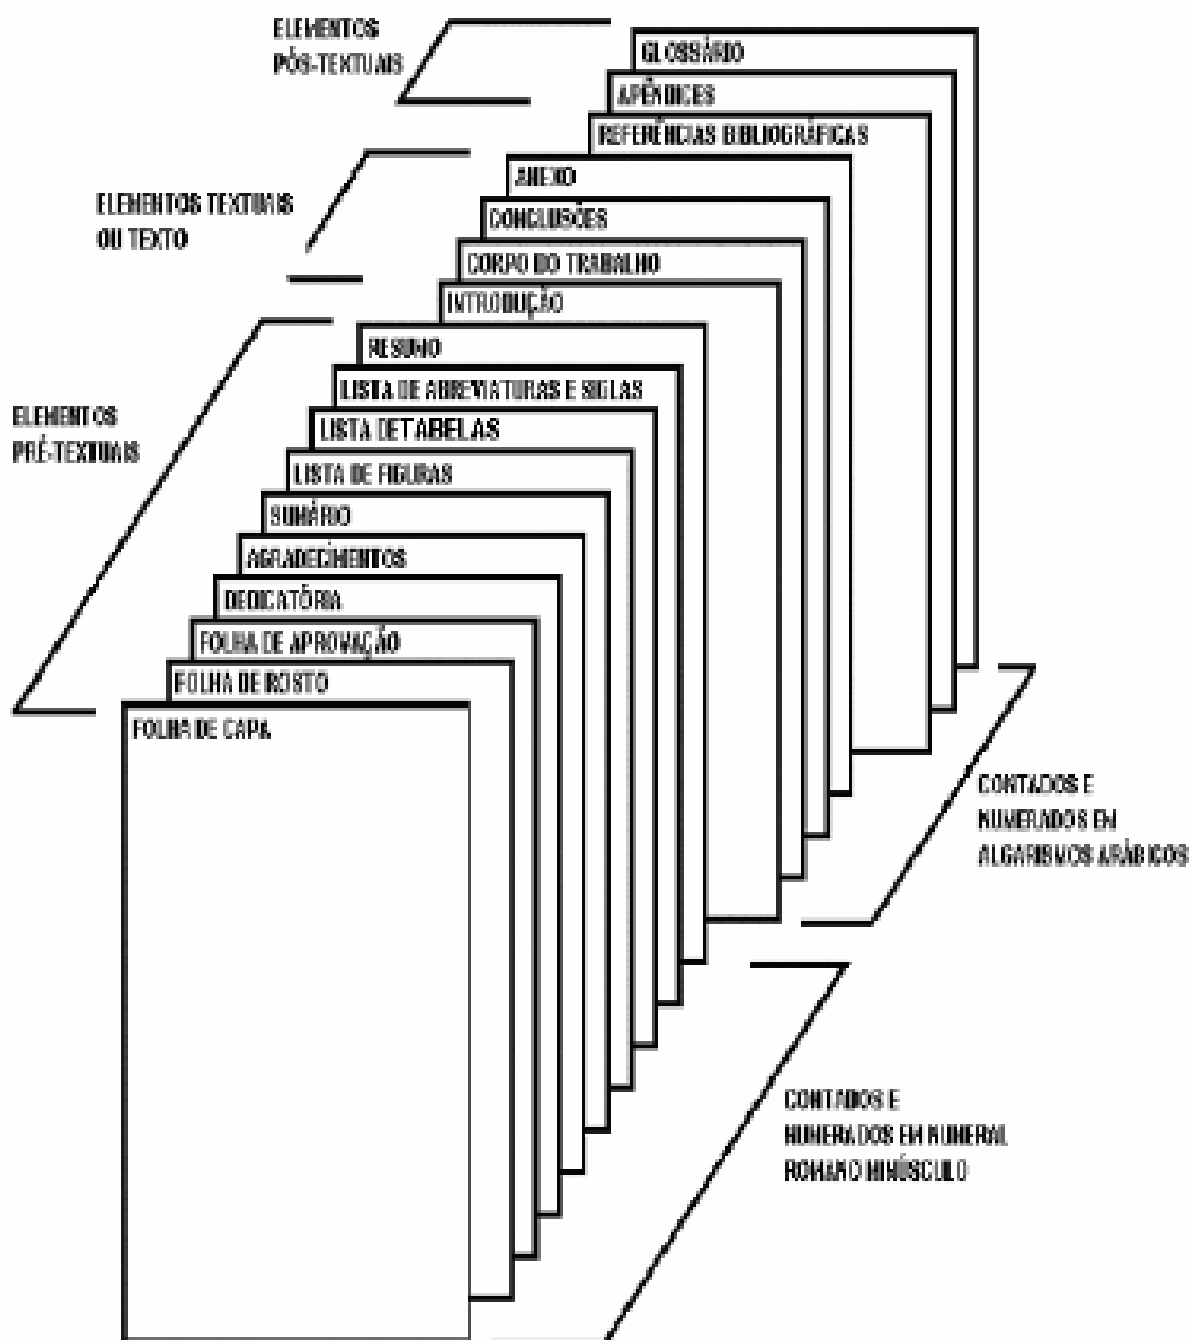 ELEMENTOS
PÓS-TEXTUAIS
GLOSSÁRIO
APÊNDICES
REFERÊNCIAS BIBLIOGRÁFICAS
ANEXO
CONCLUSÕES
CORPO DO TRABALHO
INTRODUÇÃO
ELEMENTOS TEXTUAIS
OU TEXTO
RESUMO
LISTA DE ABREVIATURAS E SIGLAS
LISTA DE TABELAS
LISTA DE FIGURAS
SUMÁRIO
AGRADECIMENTOS
DEDICATÓRIA
FOLHA DE APROVAÇÃO
FOLHA DE ROSTO
FOLHA DE CAPA
ELEMENTOS
PRÉ-TEXTUAIS
CONTADOS E
NUMERADOS EM
ALGARISMOS ARÁBICOS
CONTADOS E
NUMERADOS EM NUMERAL
ROMANO MINÚSCULO